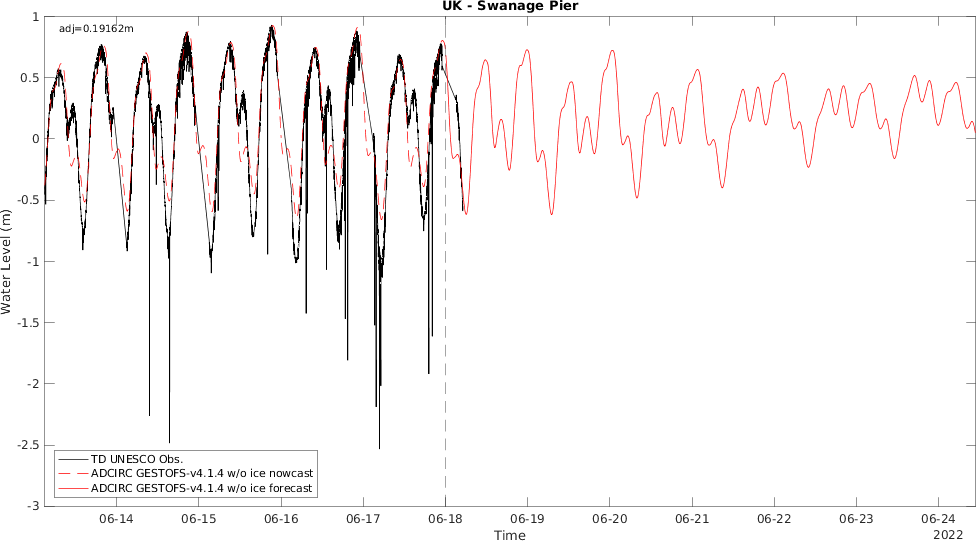 UK - Swanage Pier
adj=0.19162m
1
0.5
0
-0.5
-1
-1.5
-2
-2.5
-3
Water Level (m)
TD UNESCO Obs.
ADCIRC GESTOFS-v4.1.4 w/o ice nowcast
ADCIRC GESTOFS-v4.1.4 w/o ice forecast
06-14 06-15 06-16 06-17 06-18 06-19 06-20 06-21 06-22 06-23 06-24
Time
2022